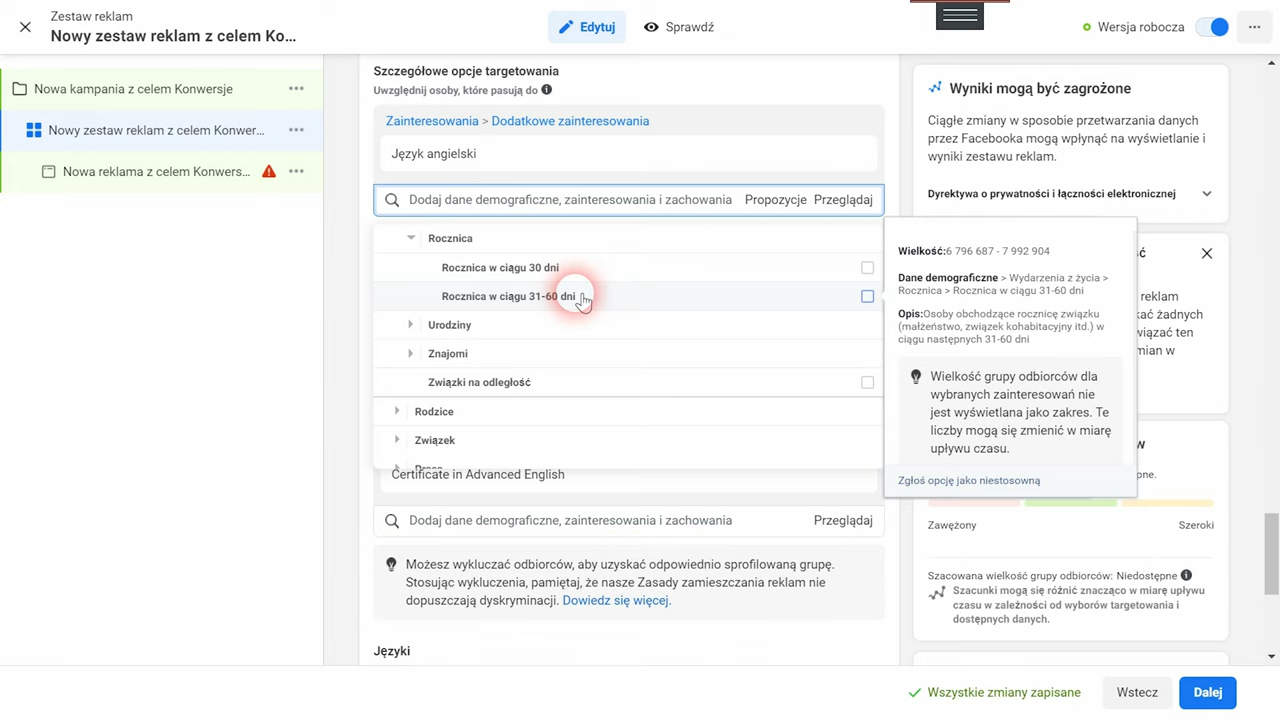 Zestaw reklam
Nowy zestaw reklam z celem Ko...
Edytuj
Sprawdź
Wersja robocza
Nowa kampania z celem Konwersje
Nowy zestaw reklam z celem Konwer...
Nowa reklama z celem Konwers...
Szczegółowe opcje targetowania
Uwzględnij osoby, które pasują do
Zainteresowania > Dodatkowe zainteresowania
Język angielski
Dodaj dane demograficzne, zainteresowania i zachowania Propozycje Przeglądaj
Rocznica
Rocznica w ciągu 30 dni
Rocznica w ciągu 31-60 dni
Urodziny
Znajomi
Związki na odległość
Rodzice
Związek
Certificate in Advanced English
Dodaj dane demograficzne, zainteresowania i zachowania Przeglądaj
Możesz wykluczać odbiorców, aby uzyskać odpowiednio sprofilowaną grupę.
Stosując wykluczenia, pamiętaj, że nasze Zasady zamieszczania reklam nie
dopuszczają dyskryminacji. Dowiedz się więcej.
Języki
Wyniki mogą być zagrożone
Ciągłe zmiany w sposobie przetwarzania danych
przez Facebooka mogą wpłynąć na wyświetlanie i
wyniki zestawu reklam.
Dyrektywa o prywatności i łączności elektronicznej
Wielkość:6 796 687 - 7 992 904
Dane demograficzne > Wydarzenia z życia >
Rocznica > Rocznica w ciągu 31-60 dni
Opis:Osoby obchodzące rocznicę związku
(małżeństwo, związek kohabitacyjny itd.) w
ciągu następnych 31-60 dni
Wielkość grupy odbiorców dla
wybranych zainteresowań nie
jest wyświetlana jako zakres. Te
liczby mogą się zmienić w miarę
upływu czasu.
Zgłoś opcję jako niestosowną
reklam
kać żadnych
wiązać ten
mian w
pne.
Zawężony
Szeroki
Szacowana wielkość grupy odbiorców: Niedostępne
Szacunki mogą się różnić znacząco w miarę upływu
czasu w zależności od wyborów targetowania i
dostępnych danych.
Wszystkie zmiany zapisane
Wstecz
Dalej